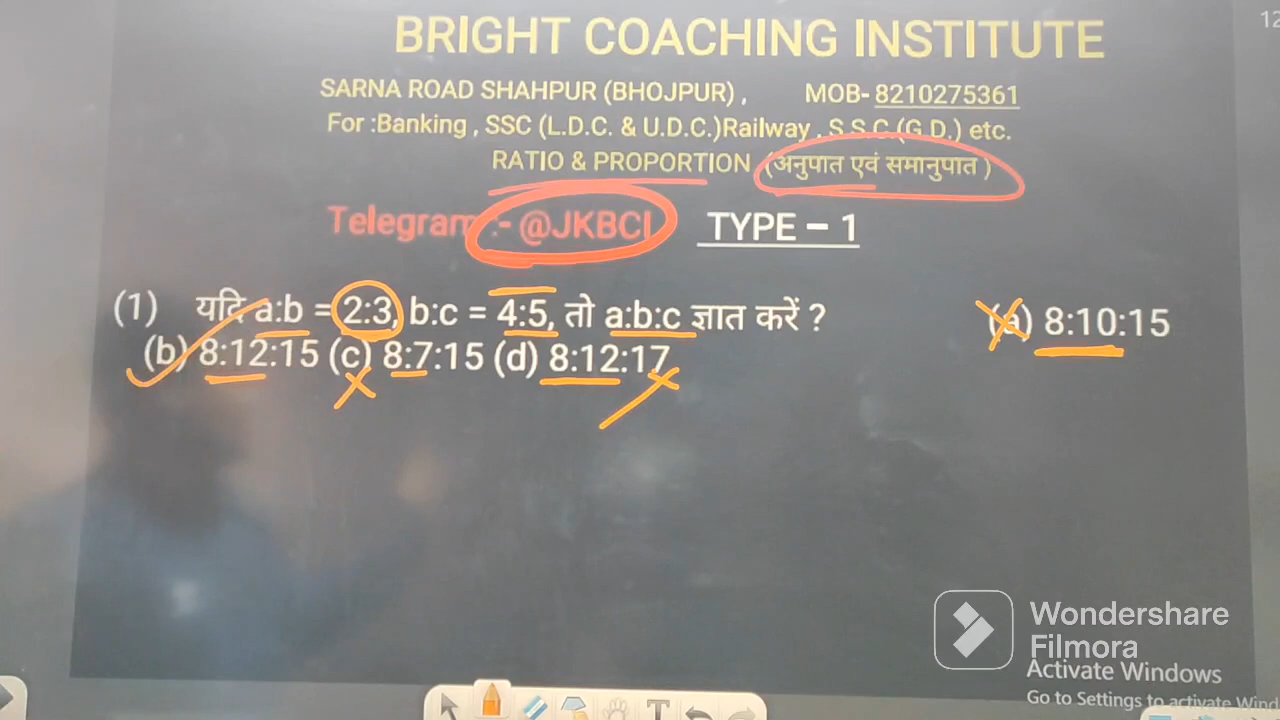 BRIGHT COACHING INSTITUTE
12
SARNA ROAD SHAHPUR (BHOJPUR) , MOB- 8210275361
For :Banking , SSC (L.D.C. & U.D.C.)Railway , S.S.C.(G.D.) etc.
RATIO & PROPORTION (अनुपात एवं समानुपात )
Telegram :- @JKBCI TYPE – 1
(1) यदि a:b = 2:3, b:c = 4:5, तो a:b:c ज्ञात करें ? (a) 8:10:15
(b) 8:12:15 (c) 8:7:15 (d) 8:12:17
Wondershare
Filmora
Activate Windows
Go to Settings to activate Wind
T